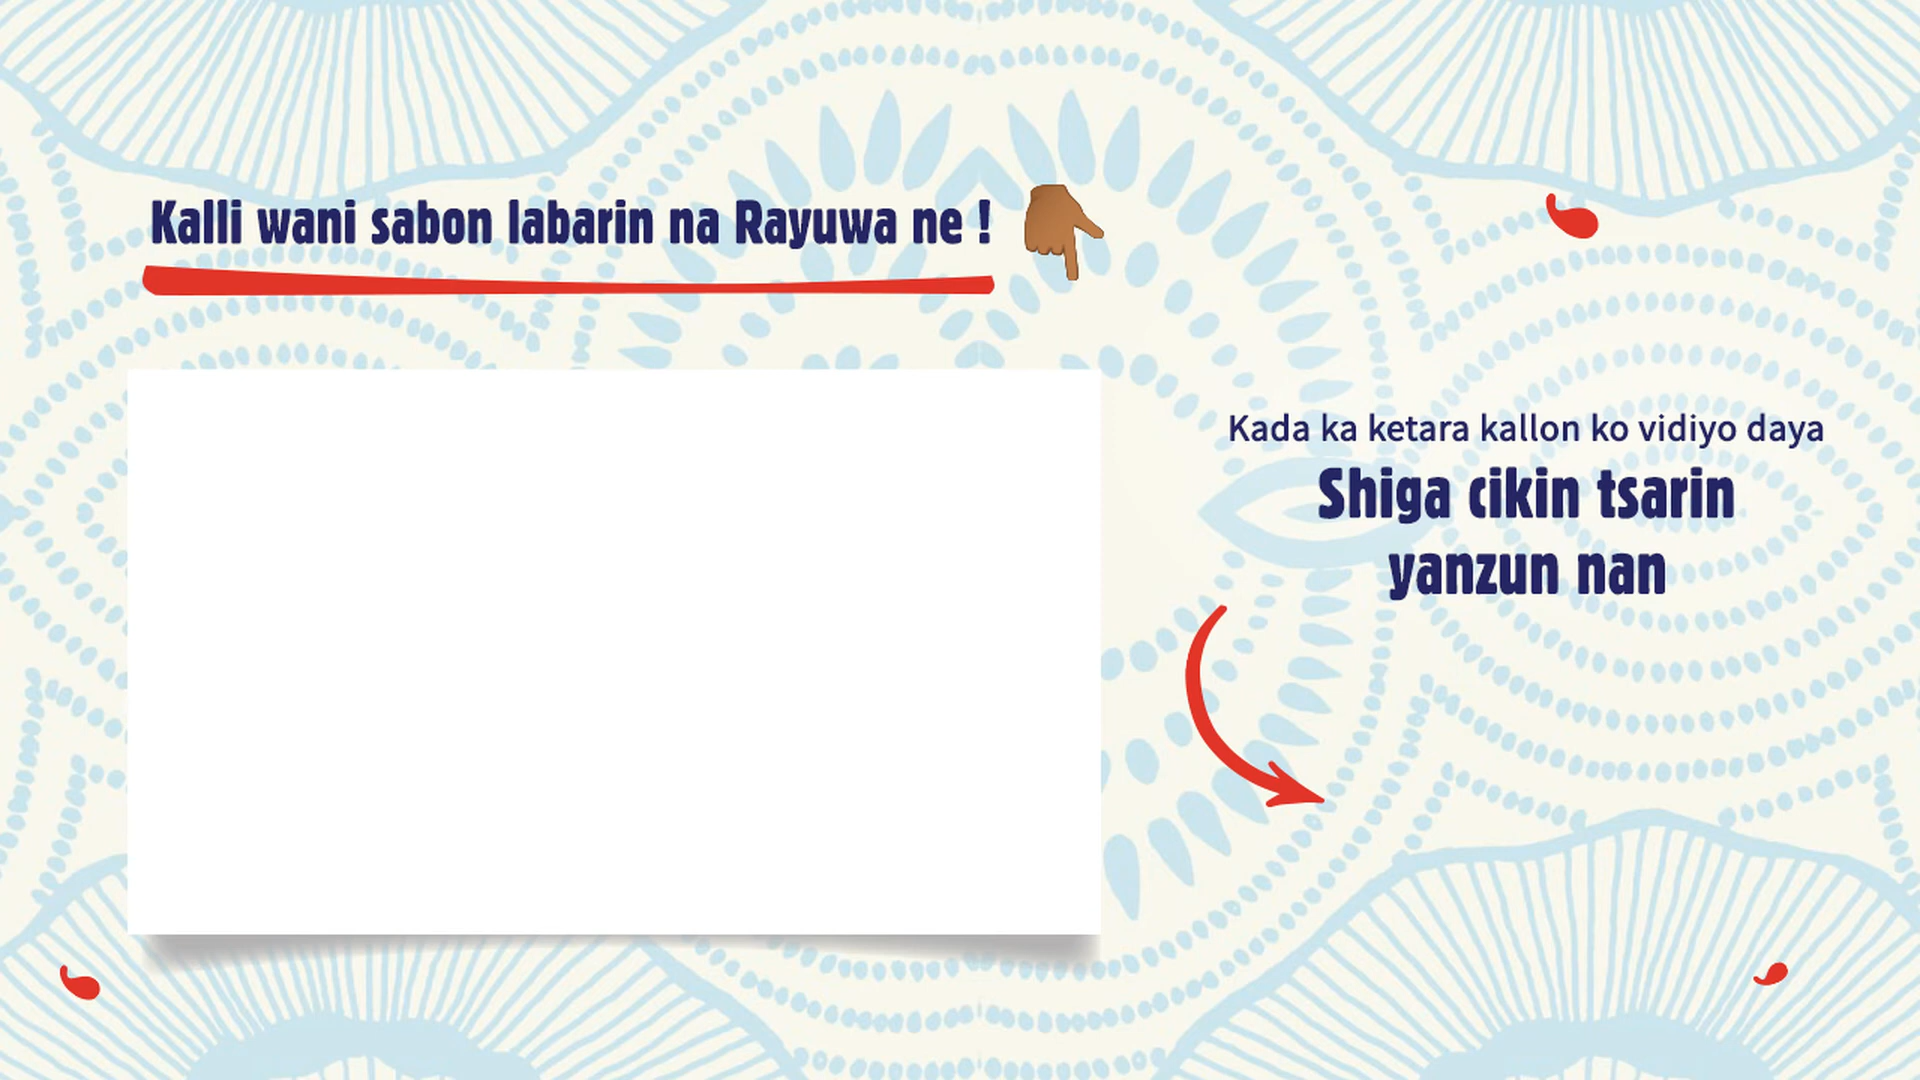 Kalli wani sabon labarin na Rayuwa ne !
Kada ka ketara kallon ko vidiyo daya
Shiga cikin tsarin
yanzun nan